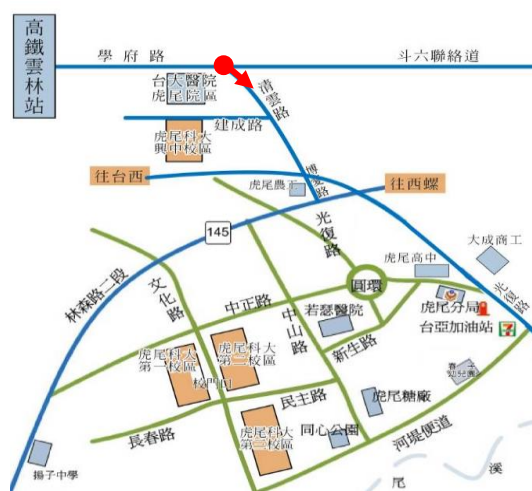 高鐵雲林站
學府路
斗六聯絡道
台大醫院
虎尾院區
清雲路
建成路
虎尾科大
興中校區
博愛路
往台西
虎尾農工
往西螺
145
光復路
大成商工
虎尾高中
林森路二段
文化路
圓環
光復路
中正路
中山路
若瑟醫院
虎尾分局
台亞加油站
7
新生路
虎尾科大
第一校區
校門口
虎尾科大
第二校區
民主路
虎尾糖廠
幼兒園
長春路
虎尾科大
第三校區
同心公園
河堤便道
揚子中學
尾
溪